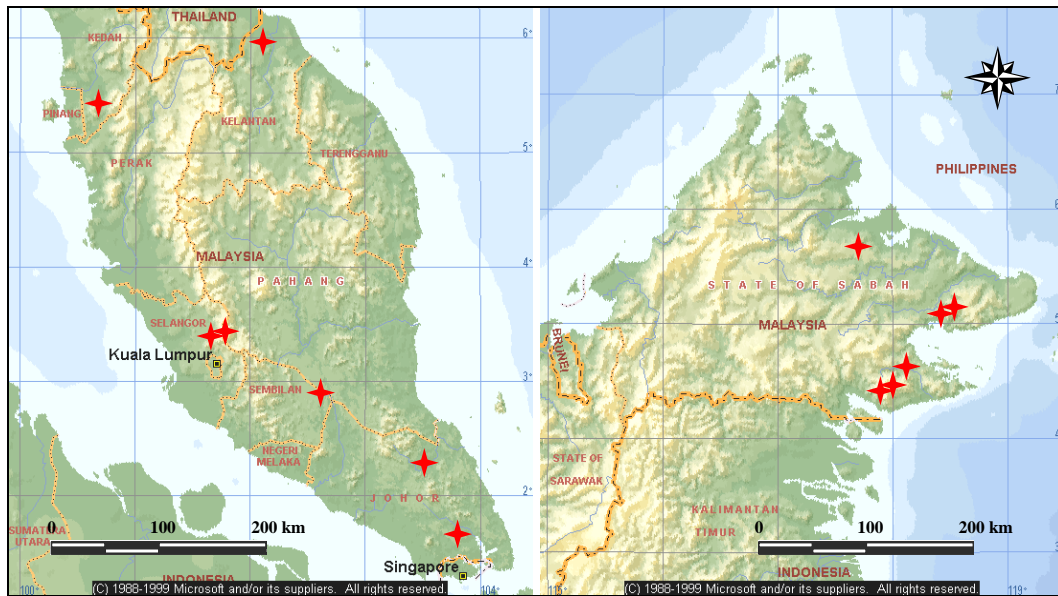 THAILAND
KEBAH
6°
PINANG
KELANTAN
5°
PERAK
TERENGGANU
MALAYSIA
4°
PAHANG
SELANGOR
Kuala Lumpur
3°
SEMBILAN
NEGERI
MELAKA
2°
JOHOR
0 100 200 km
SUMATERA
UTARA
Singapore
INDONESIA
(C) 1988-1999 Microsoft and/or its suppliers. All rights reserved.
100°
104°
7
PHILIPPINES
6
STATE OF SABAH
MALAYSIA
5
BRUNEI
4
STATE OF
SARAWAK
KALIMANTAN
TIMUR
0 100 200 km
INDONESIA
(C) 1988-1999 Microsoft and/or its suppliers. All rights reserved.
119°